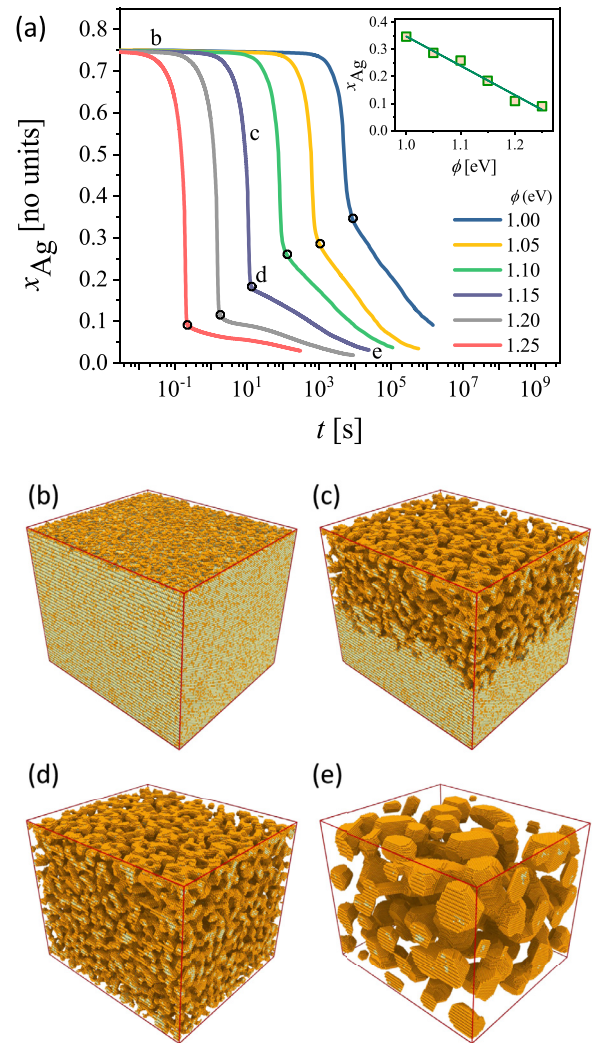 (a)
0.8
0.7
0.6
0.5
0.4
0.3
0.2
0.1
0.0
x_Ag [no units]
b
c
d
e
0.4
0.3
0.2
0.1
0.0
x_Ag
1.0 1.1 1.2
ϕ [eV]
ϕ (eV)
1.00
1.05
1.10
1.15
1.20
1.25
10^-1 10^1 10^3 10^5 10^7 10^9
t [s]
(b) (c)
(d) (e)